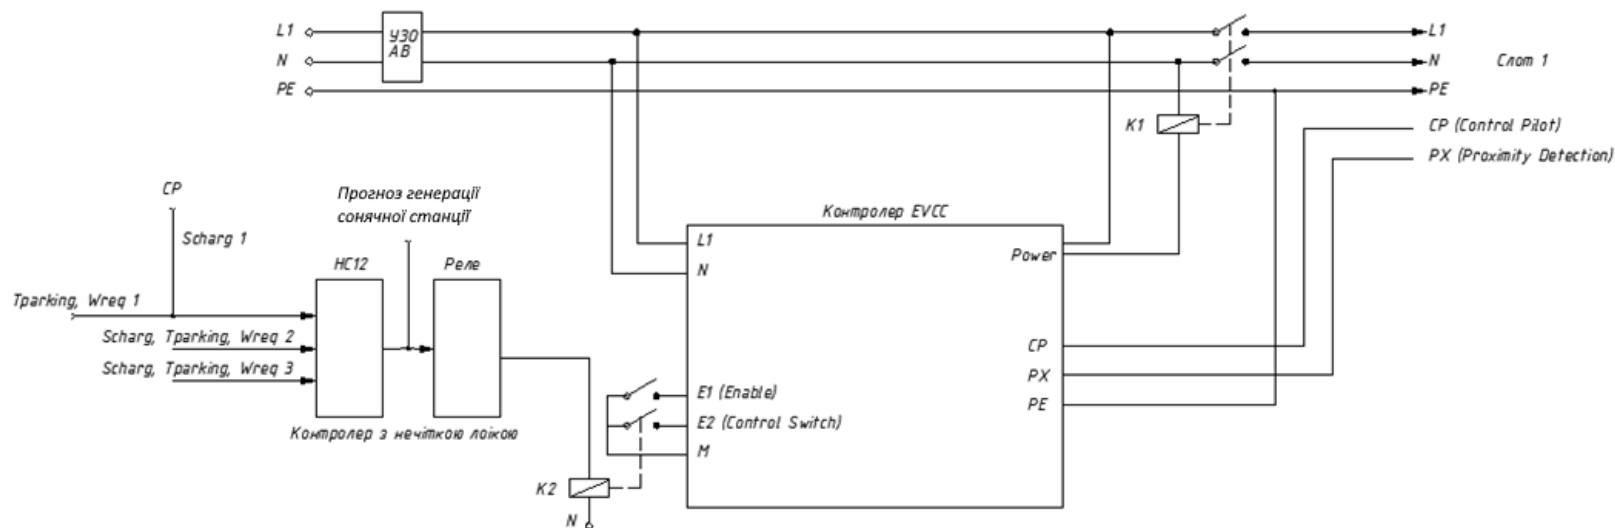 L1
УЗО
АВ
L1
N
N
Слот 1
PE
PE
K1
CP (Control Pilot)
PX (Proximity Detection)
CP
Прогноз генерації
сонячної станції
Контролер EVCC
Scharg 1
L1
HC12
Реле
Power
N
Tparking, Wreq 1
Scharg, Tparking, Wreq 2
CP
Scharg, Tparking, Wreq 3
PX
E1 (Enable)
PE
E2 (Control Switch)
Контролер з нечіткою лоікою
M
K2
N